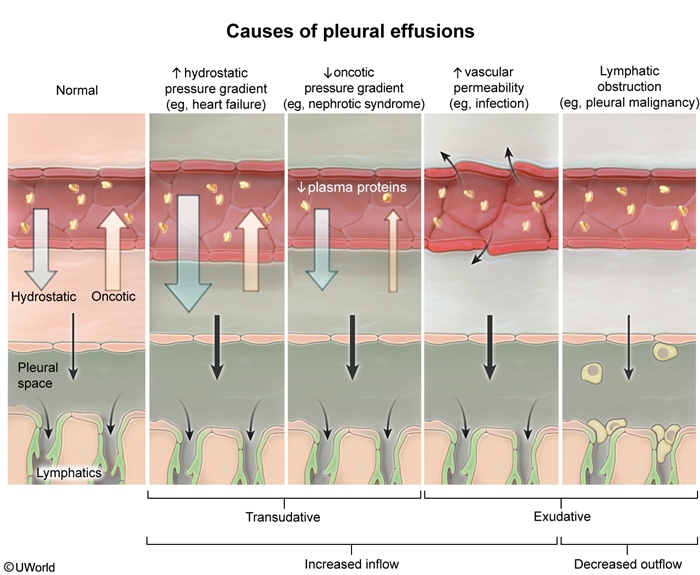 Causes of pleural effusions
Normal
↑ hydrostatic
pressure gradient
(eg, heart failure)
↓ oncotic
pressure gradient
(eg, nephrotic syndrome)
↑ vascular
permeability
(eg, infection)
Lymphatic
obstruction
(eg, pleural malignancy)
↓ plasma proteins
Hydrostatic
Oncotic
Pleural
space
Lymphatics
Transudative
Exudative
Increased inflow
Decreased outflow
©UWorld